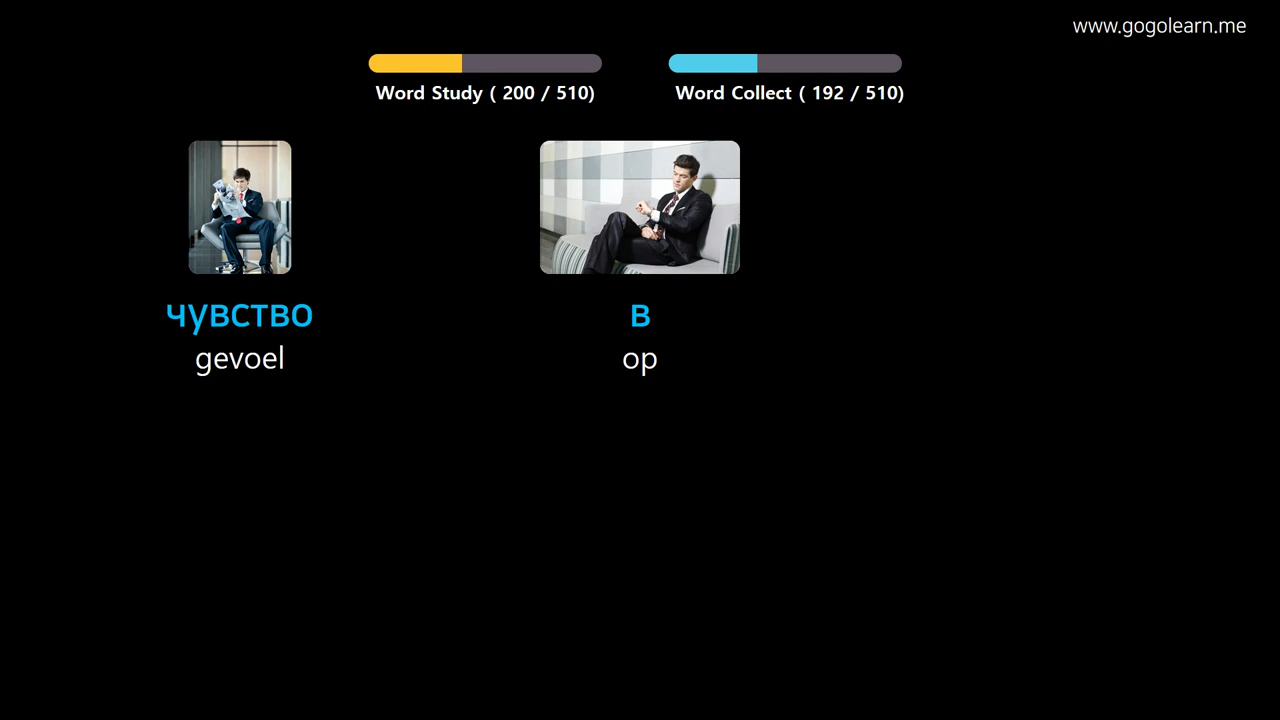 www.gogolearn.me
Word Study ( 200 / 510)
Word Collect ( 192 / 510)
чувство
gevoel
в
op